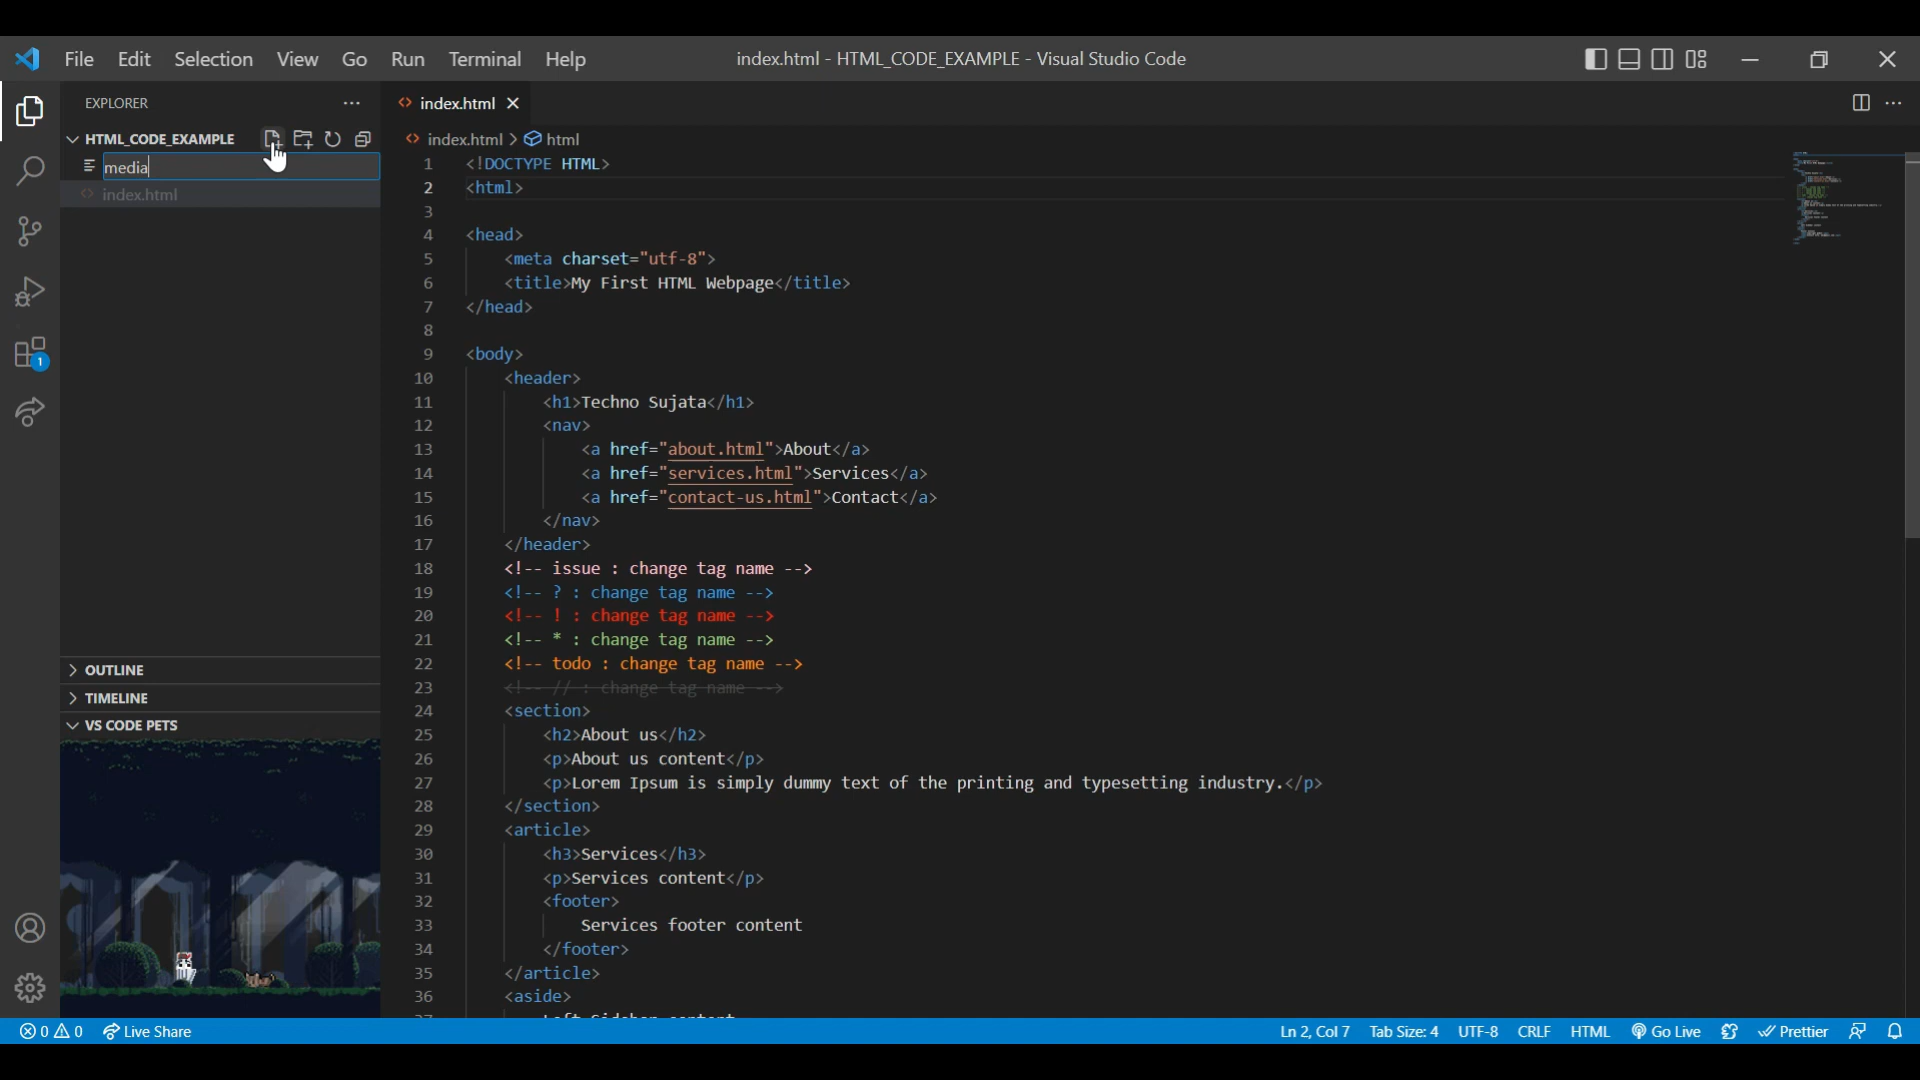 File Edit Selection View Go Run Terminal Help
index.html - HTML_CODE_EXAMPLE - Visual Studio Code
EXPLORER
HTML_CODE_EXAMPLE
media
index.html
OUTLINE
TIMELINE
VS CODE PETS
1
index.html
index.html > html
1 <!DOCTYPE HTML>
2 <html>
3
4 <head>
5 <meta charset="utf-8">
6 <title>My First HTML Webpage</title>
7 </head>
8
9 <body>
10 <header>
11 <h1>Techno Sujata</h1>
12 <nav>
13 <a href="about.html">About</a>
14 <a href="services.html">Services</a>
15 <a href="contact-us.html">Contact</a>
16 </nav>
17 </header>
18 <!-- issue : change tag name -->
19 <!-- ? : change tag name -->
20 <!-- ! : change tag name -->
21 <!-- * : change tag name -->
22 <!-- todo : change tag name -->
23 <!-- // : change tag name -->
24 <section>
25 <h2>About us</h2>
26 <p>About us content</p>
27 <p>Lorem Ipsum is simply dummy text of the printing and typesetting industry.</p>
28 </section>
29 <article>
30 <h3>Services</h3>
31 <p>Services content</p>
32 <footer>
33 Services footer content
34 </footer>
35 </article>
36 <aside>
0 0 Live Share
Ln 2, Col 7 Tab Size: 4 UTF-8 CRLF HTML Go Live Prettier